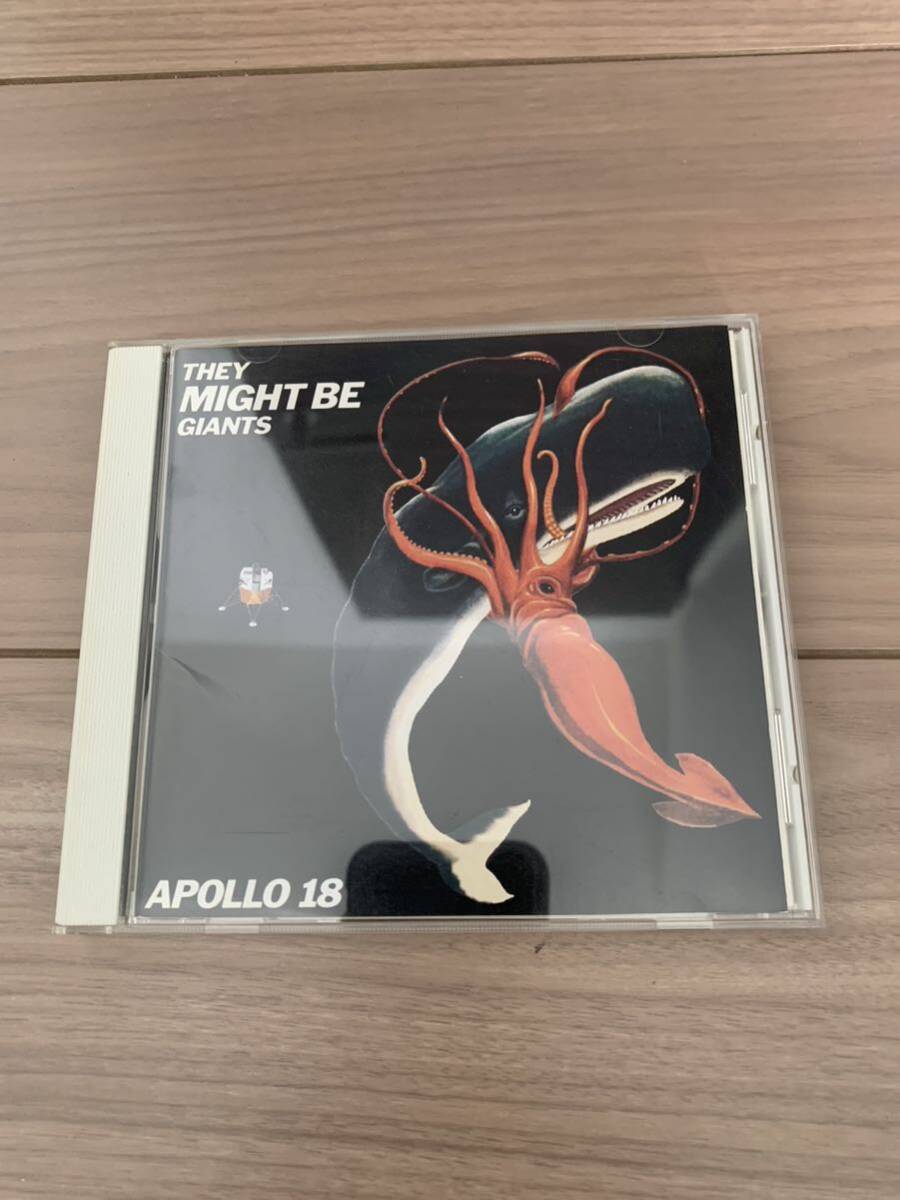 THEY
MIGHT BE
GIANTS
APOLLO 18